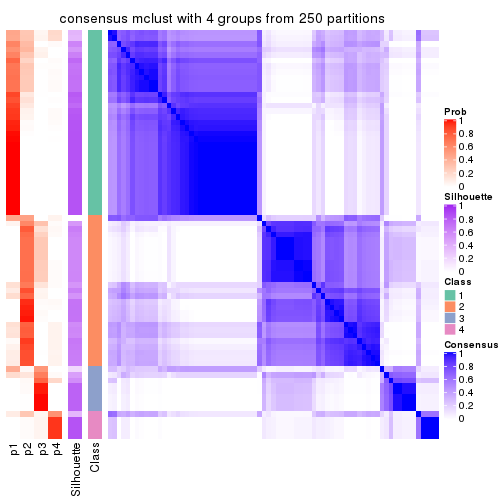 consensus mclust with 4 groups from 250 partitions
Prob
1
0.8
0.6
0.4
0.2
0
Silhouette
1
0.8
0.6
0.4
0.2
0
Class
1
2
3
4
Consensus
1
0.8
0.6
0.4
0.2
0
p1
p2
p3
p4
Silhouette
Class